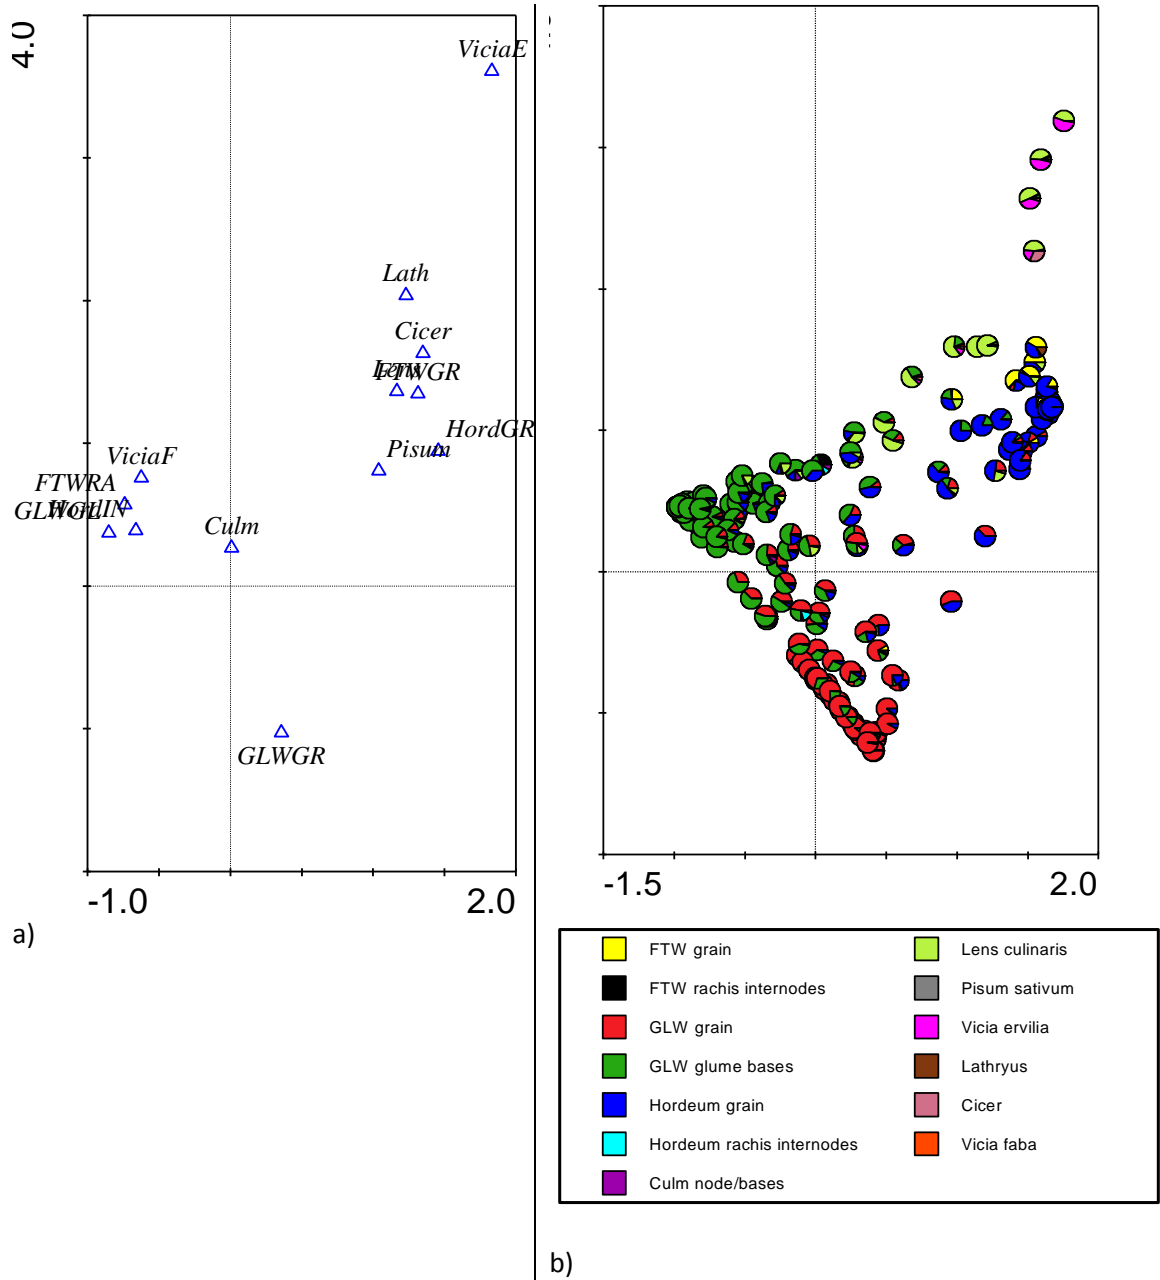 4.0
ViciaE
Lath
Cicer
Lens
FTWGR
HordGR
Pisum
ViciaF
FTWRA
HordIN
Culm
GLWGR
-1.0
2.0
a)
-1.5
2.0
FTW grain
FTW rachis internodes
GLW grain
GLW glume bases
Hordeum grain
Hordeum rachis internodes
Culm node/bases
Lens culinaris
Pisum sativum
Vicia ervilia
Lathryus
Cicer
Vicia faba
b)